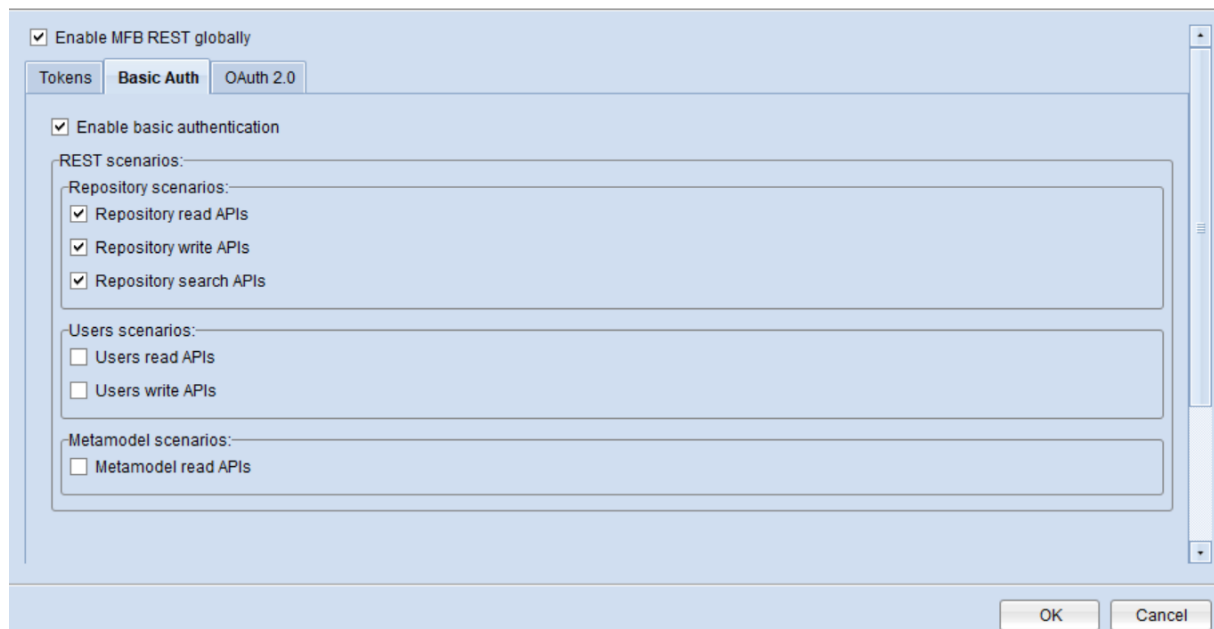 Enable MFB REST globally
Tokens Basic Auth OAuth 2.0
Enable basic authentication
REST scenarios:
Repository scenarios:
Repository read APIs
Repository write APIs
Repository search APIs
Users scenarios:
Users read APIs
Users write APIs
Metamodel scenarios:
Metamodel read APIs
OK Cancel